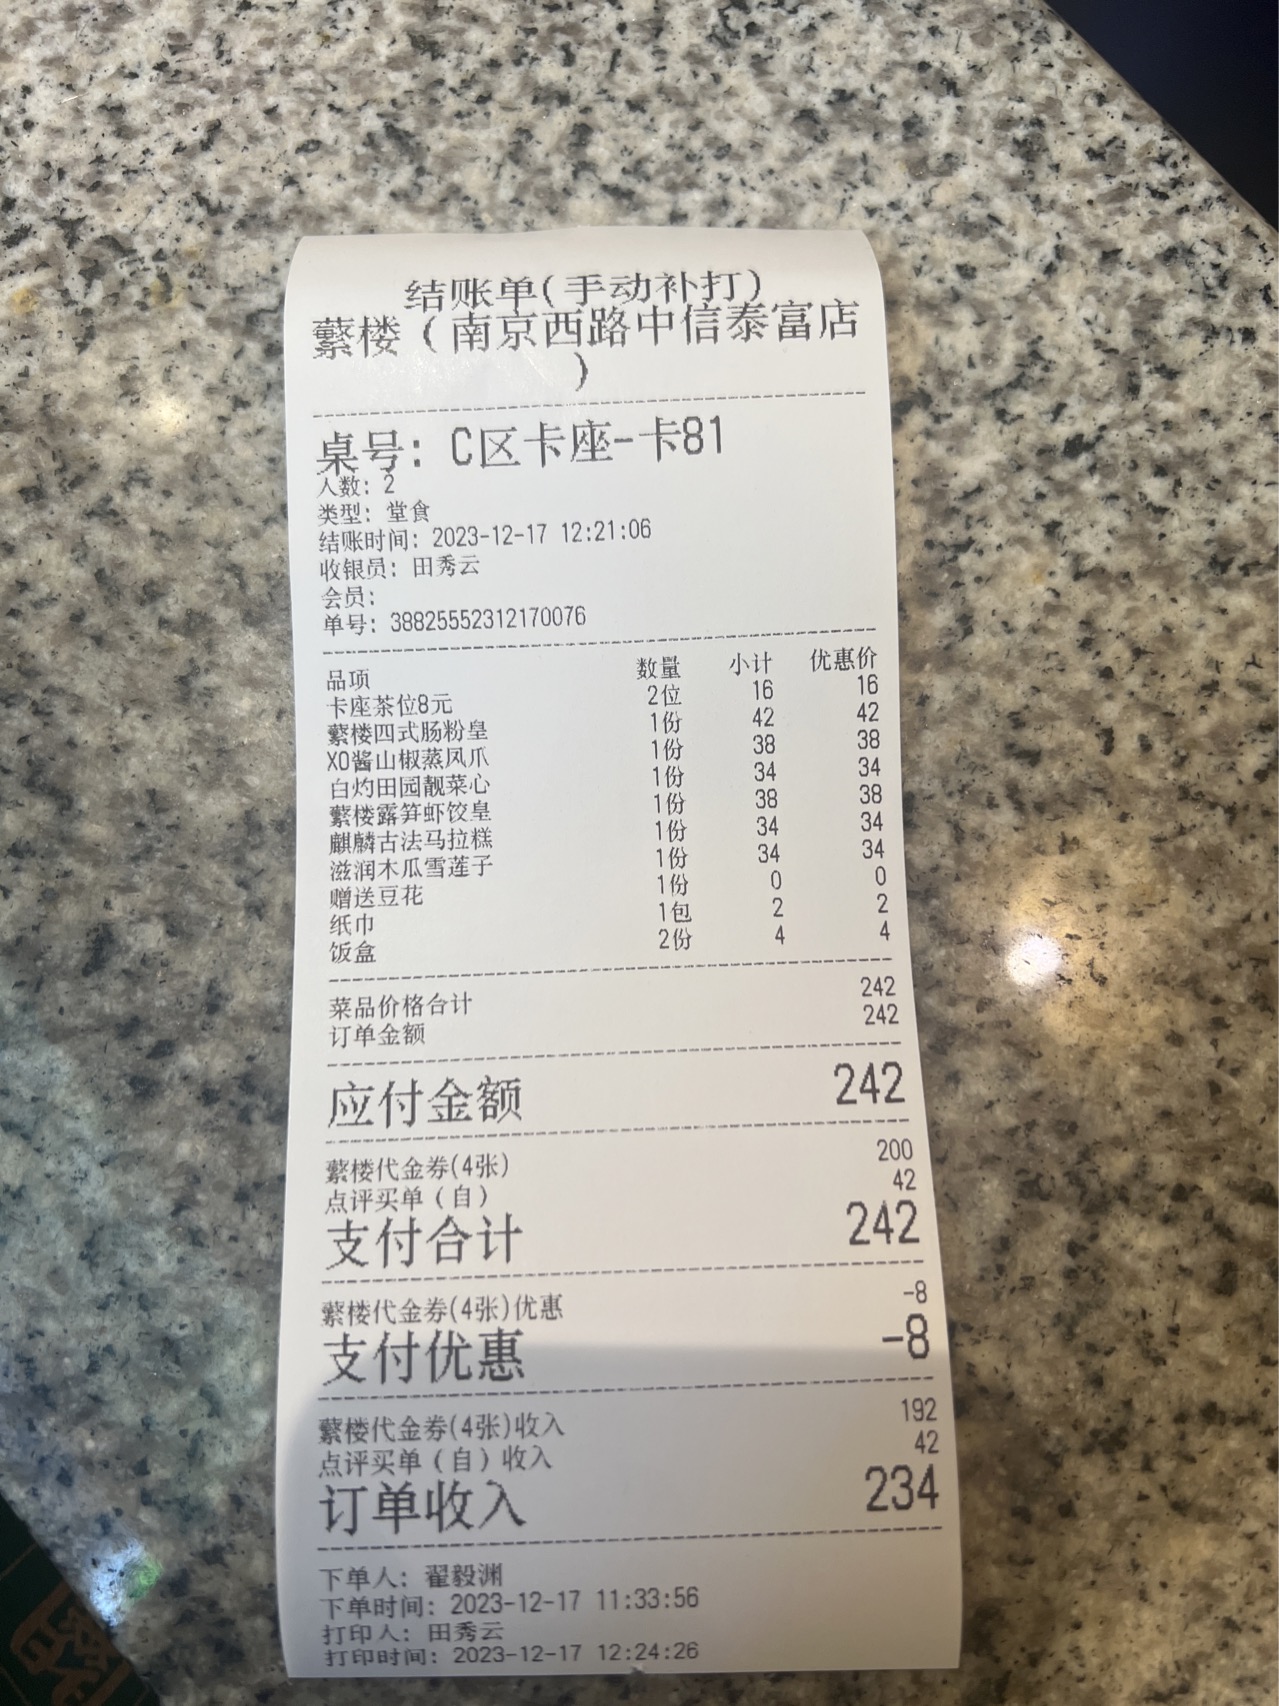 结账单(手动补打)
蘩楼（南京西路中信泰富店
）
桌号: C区卡座-卡81
人数: 2
类型: 堂食
结账时间: 2023-12-17 12:21:06
收银员: 田秀云
会员:
单号: 38825552312170076
品项 数量 小计 优惠价
卡座茶位8元 2位 16 16
蘩楼四式肠粉皇 1份 42 42
XO酱山椒蒸凤爪 1份 38 38
白灼田园靓菜心 1份 34 34
蘩楼露笋虾饺皇 1份 38 38
麒麟古法马拉糕 1份 34 34
滋润木瓜雪莲子 1份 34 34
赠送豆花 1份 0 0
纸巾 1包 2 2
饭盒 2份 4 4
菜品价格合计 242
订单金额 242
应付金额 242
蘩楼代金券(4张) 200
点评买单（自） 42
支付合计 242
蘩楼代金券(4张)优惠 -8
支付优惠 -8
蘩楼代金券(4张)收入 192
点评买单（自）收入 42
订单收入 234
下单人: 翟毅渊
下单时间: 2023-12-17 11:33:56
打印人: 田秀云
打印时间: 2023-12-17 12:24:26